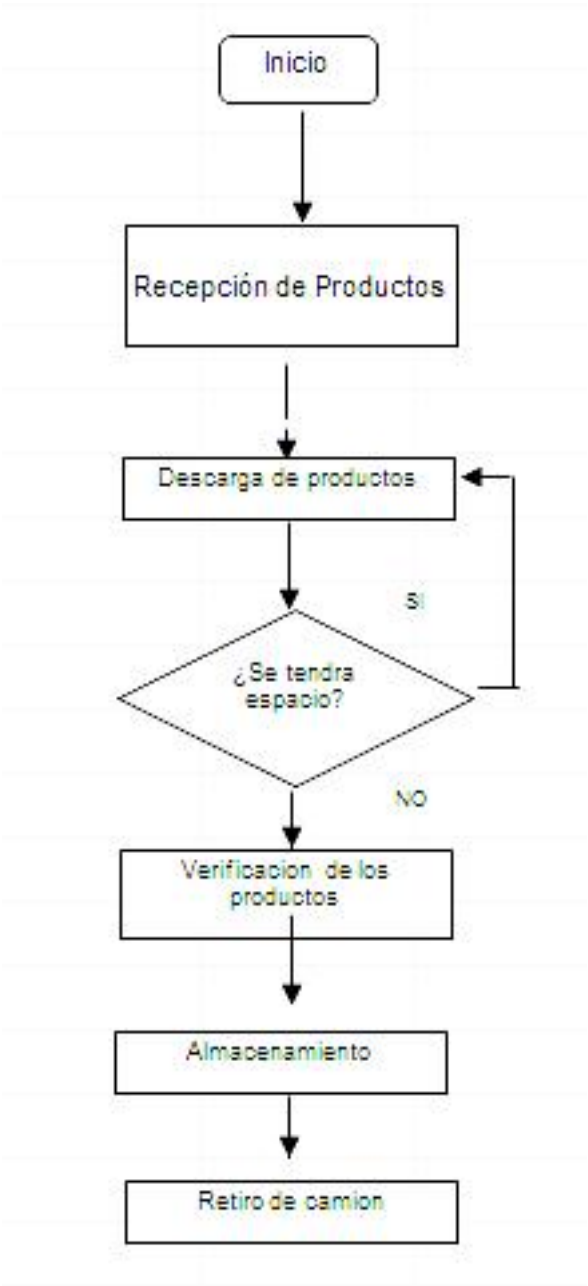 Inicio
Recepción de Productos
Descarga de productos
SI
¿Se tendra
espacio?
NO
Verificacion de los
productos
Almacenamiento
Retiro de camion